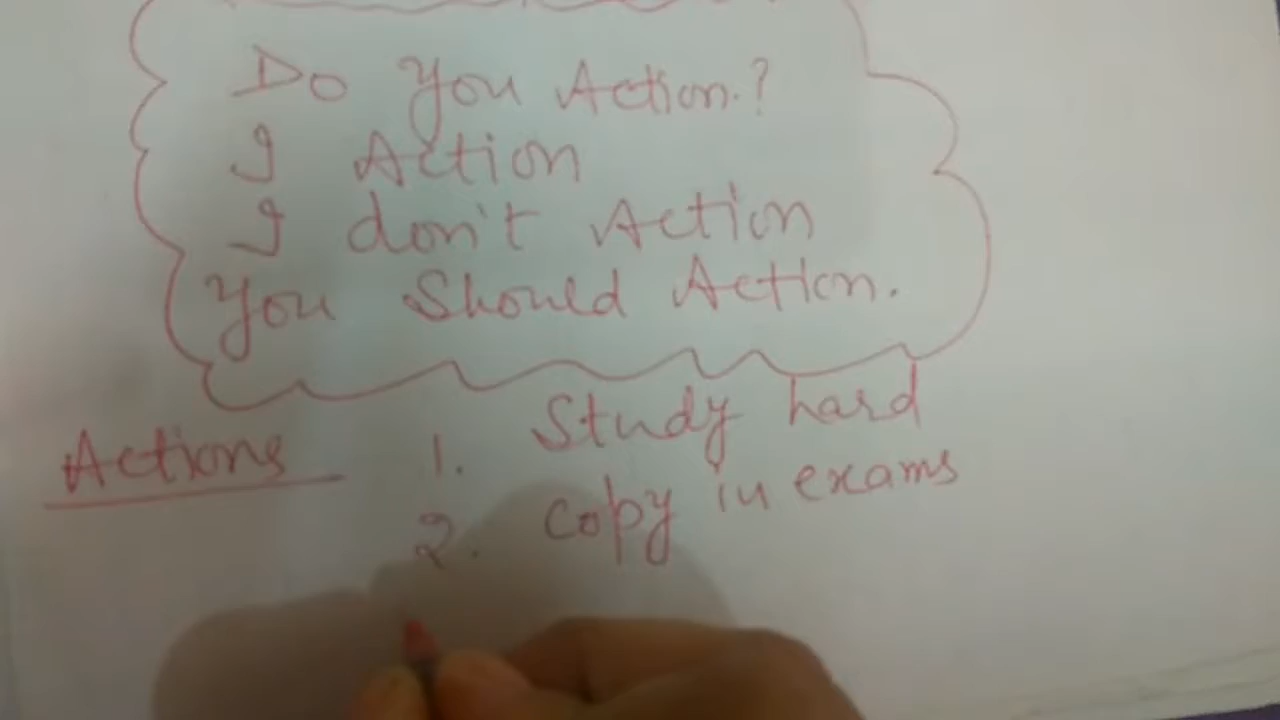 Do you Action.?
I Action
I don't Action
You Should Action.
Actions 1. Study hard
2. Copy in exams